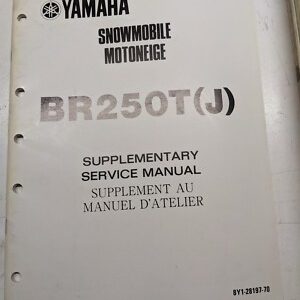 YAMAHA
SNOWMOBILE
MOTONEIGE
BR250T(J)
SUPPLEMENTARY
SERVICE MANUAL
SUPPLEMENT AU
MANUEL D'ATELIER
8Y1-28197-70